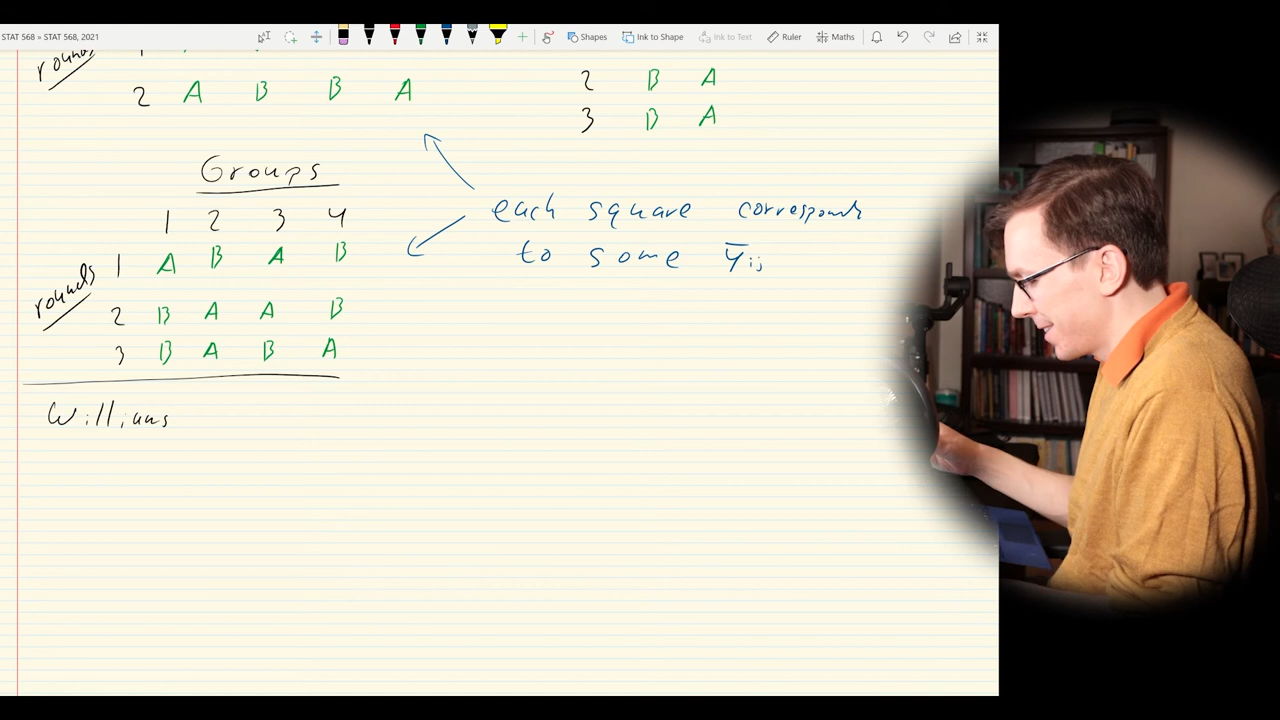 STAT 568 » STAT 568, 2021
Shapes Ink to Shape Ink to Text Ruler Maths
rounds
2 A B B A
2 B A
3 B A
Groups
1 2 3 4
rounds
1 A B A B
2 B A A B
3 B A B A
each square corresponds
to some ȳij
Williams